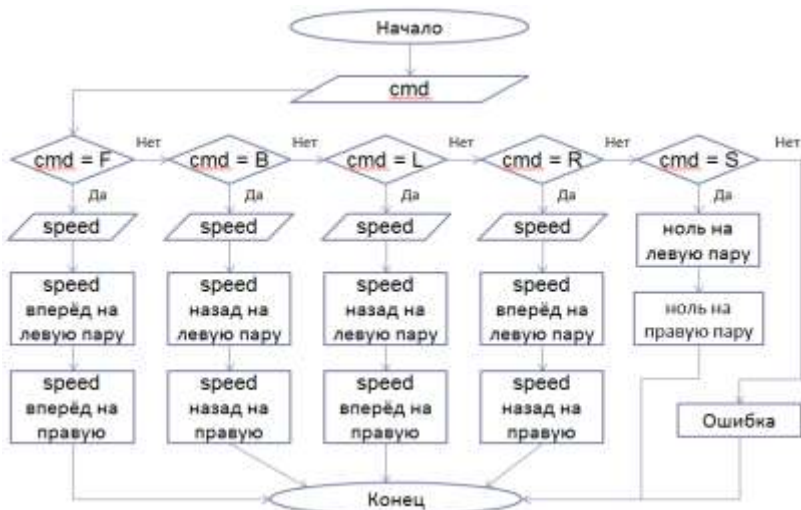 Начало
cmd
cmd = F
Нет
cmd = B
Нет
cmd = L
Нет
cmd = R
Нет
cmd = S
Нет
Да
Да
Да
Да
Да
speed
speed
speed
speed
ноль на
левую пару
speed
вперёд на
левую пару
speed
назад на
левую пару
speed
назад на
левую пару
speed
вперёд на
левую пару
ноль на
правую пару
speed
вперёд на
правую
speed
назад на
правую
speed
вперёд на
правую
speed
назад на
правую
Ошибка
Конец